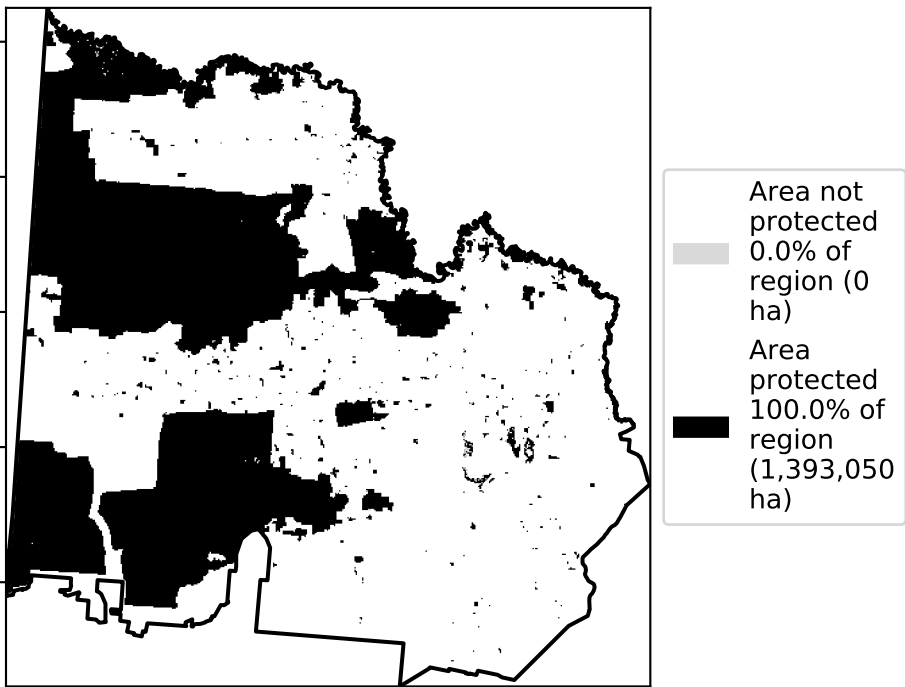 Area not
protected
0.0% of
region (0
ha)
Area
protected
100.0% of
region
(1,393,050
ha)